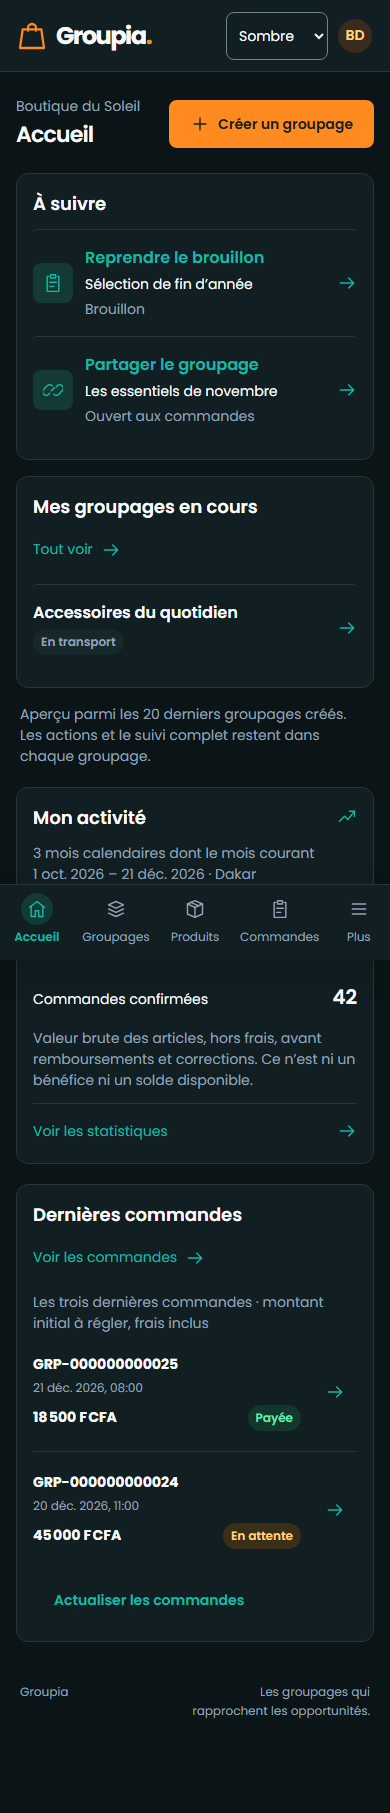 Groupia.
Sombre
BD
Boutique du Soleil
Accueil
Créer un groupage
À suivre
Reprendre le brouillon
Sélection de fin d’année
Brouillon
Partager le groupage
Les essentiels de novembre
Ouvert aux commandes
Mes groupages en cours
Tout voir
Accessoires du quotidien
En transport
Aperçu parmi les 20 derniers groupages créés.
Les actions et le suivi complet restent dans
chaque groupage.
Mon activité
3 mois calendaires dont le mois courant
1 oct. 2026 – 21 déc. 2026 · Dakar
Accueil
Groupages
Produits
Commandes
Plus
Commandes confirmées
42
Valeur brute des articles, hors frais, avant
remboursements et corrections. Ce n’est ni un
bénéfice ni un solde disponible.
Voir les statistiques
Dernières commandes
Voir les commandes
Les trois dernières commandes · montant
initial à régler, frais inclus
GRP-000000000025
21 déc. 2026, 08:00
18 500 FCFA
Payée
GRP-000000000024
20 déc. 2026, 11:00
45 000 FCFA
En attente
Actualiser les commandes
Groupia
Les groupages qui
rapprochent les opportunités.